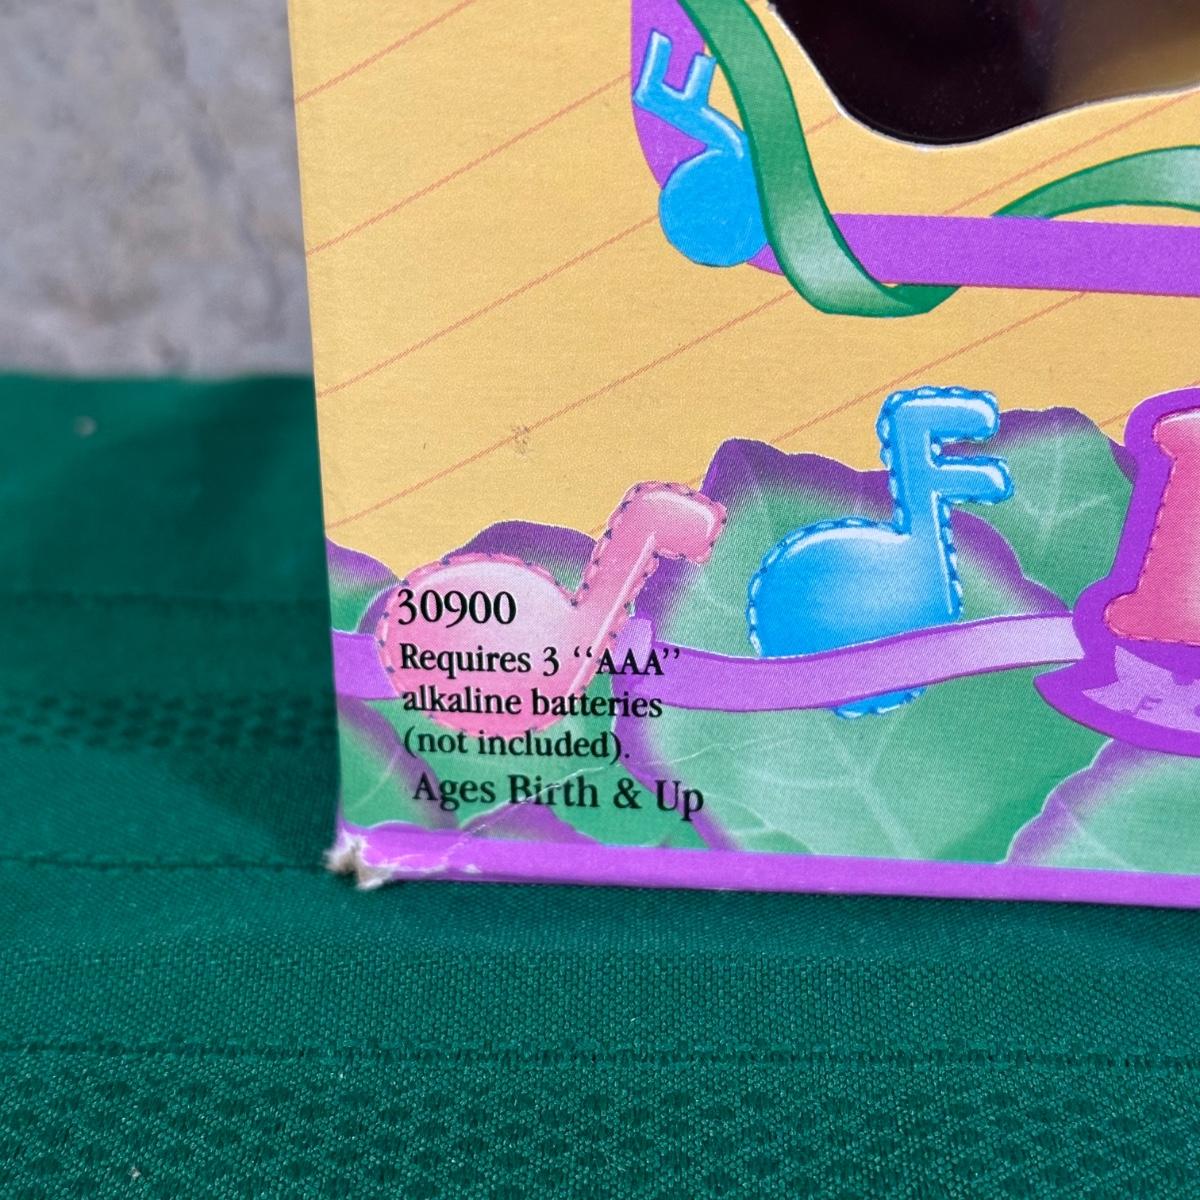 30900
Requires 3 “AAA”
alkaline batteries
(not included).
Ages Birth & Up